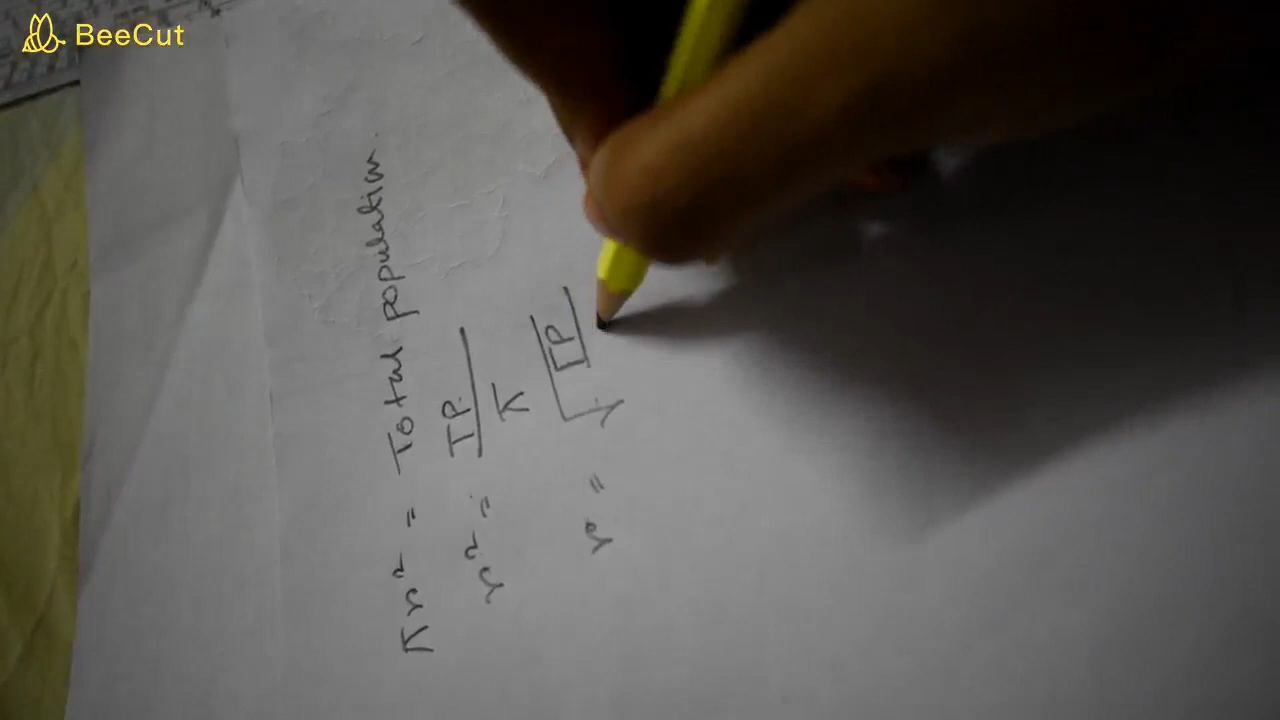 BeeCut
πr² = Total population.
r² = TP / π
r = √TP